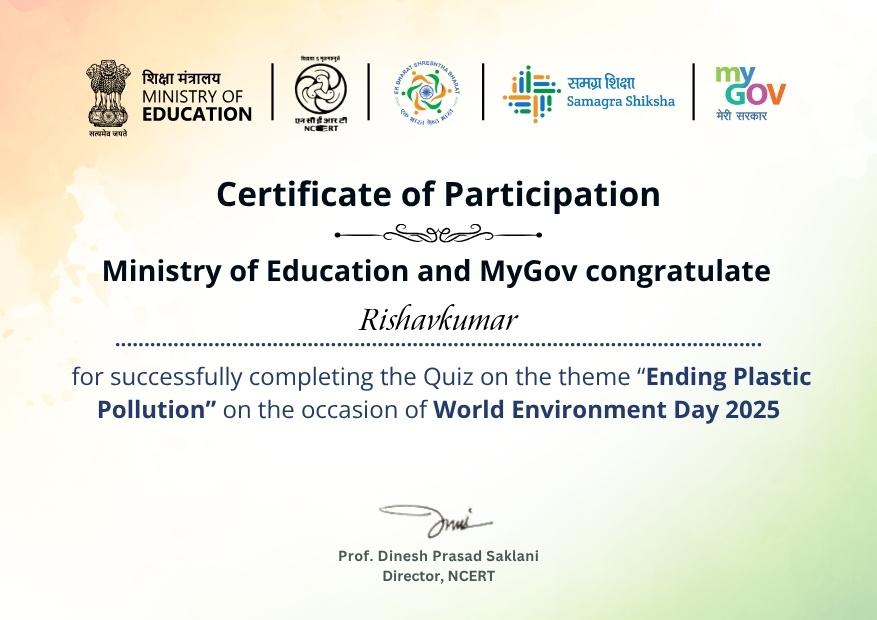 शिक्षा मंत्रालय
MINISTRY OF
EDUCATION
सत्यमेव जयते
एन सी ई आर टी
NCERT
EK BHARAT SHRESHTHA BHARAT
एक भारत श्रेष्ठ भारत
समग्र शिक्षा
Samagra Shiksha
my
GOV
मेरी सरकार
Certificate of Participation
Ministry of Education and MyGov congratulate
Rishavkumar
for successfully completing the Quiz on the theme “Ending Plastic
Pollution” on the occasion of World Environment Day 2025
Prof. Dinesh Prasad Saklani
Director, NCERT